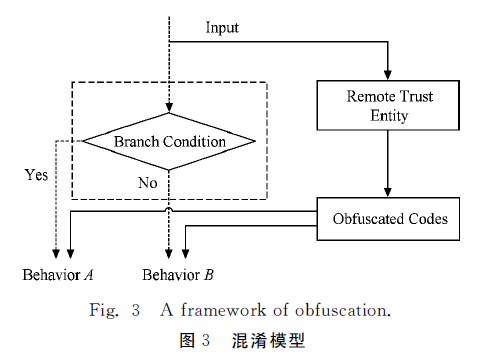 Input
Remote Trust
Entity
Branch Condition
Yes
No
Obfuscated Codes
Behavior A
Behavior B
Fig. 3 A framework of obfuscation.
图3 混淆模型